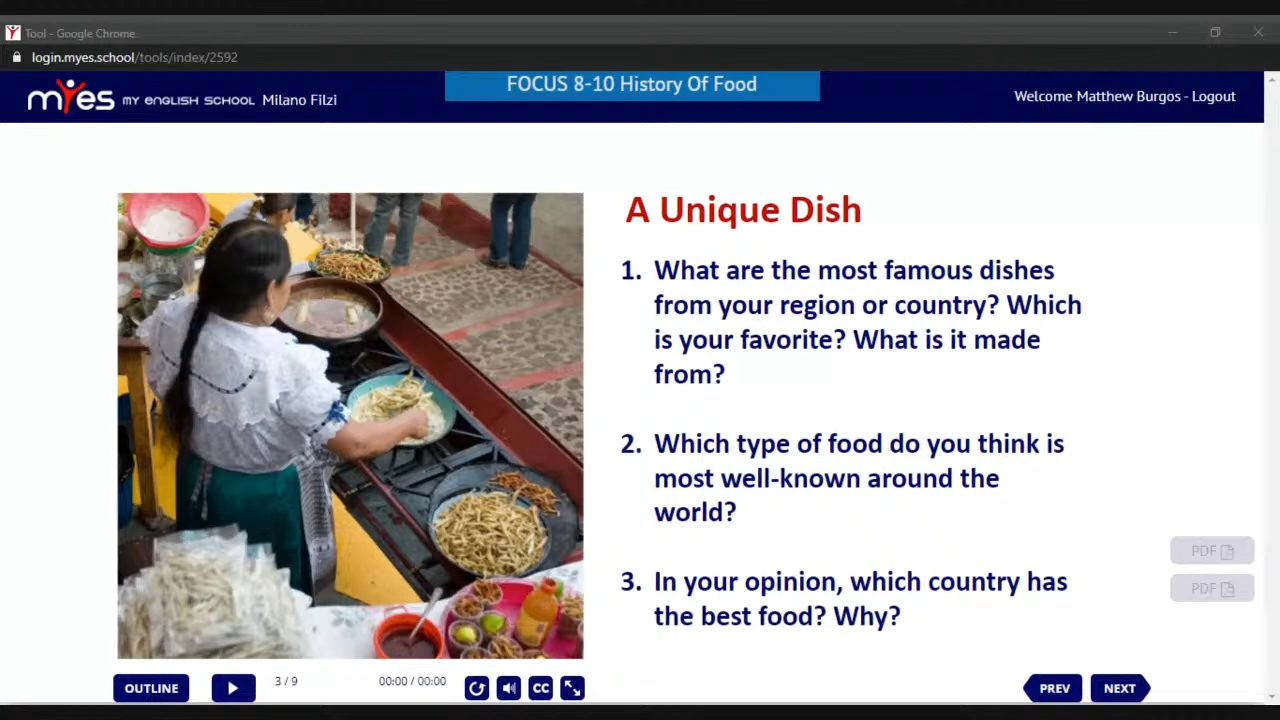 Tool - Google Chrome
login.myes.school/tools/index/2592
FOCUS 8-10 History Of Food
myes MY ENGLISH SCHOOL Milano Filzi
Welcome Matthew Burgos - Logout
A Unique Dish
1. What are the most famous dishes
from your region or country? Which
is your favorite? What is it made
from?
2. Which type of food do you think is
most well-known around the
world?
3. In your opinion, which country has
the best food? Why?
PDF
PDF
OUTLINE
3 / 9
00:00 / 00:00
CC
PREV
NEXT